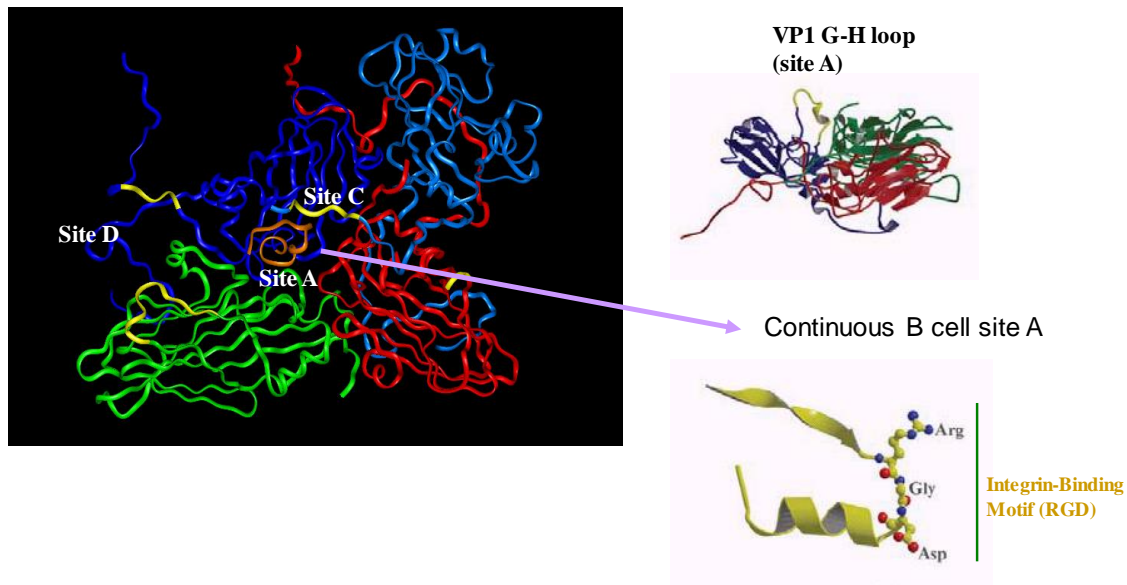 VP1 G-H loop
(site A)
Site C
Site D
Site A
Continuous B cell site A
Arg
Gly
Asp
Integrin-Binding
Motif (RGD)